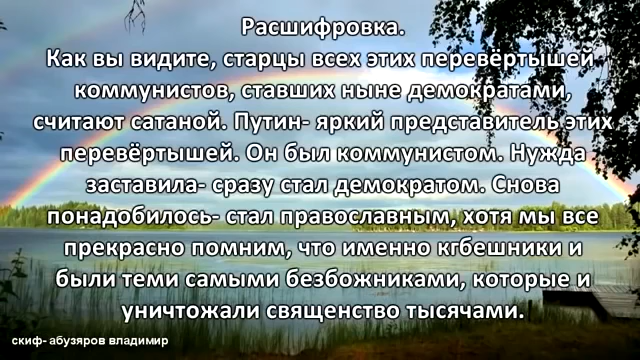 Расшифровка.
Как вы видите, старцы всех этих перевёртышей
коммунистов, ставших ныне демократами,
считают сатаной. Путин- яркий представитель этих
перевёртышей. Он был коммунистом. Нужда
заставила- сразу стал демократом. Снова
понадобилось- стал православным, хотя мы все
прекрасно помним, что именно кгбешники и
были теми самыми безбожниками, которые и
уничтожали священство тысячами.
скиф- абузяров владимир